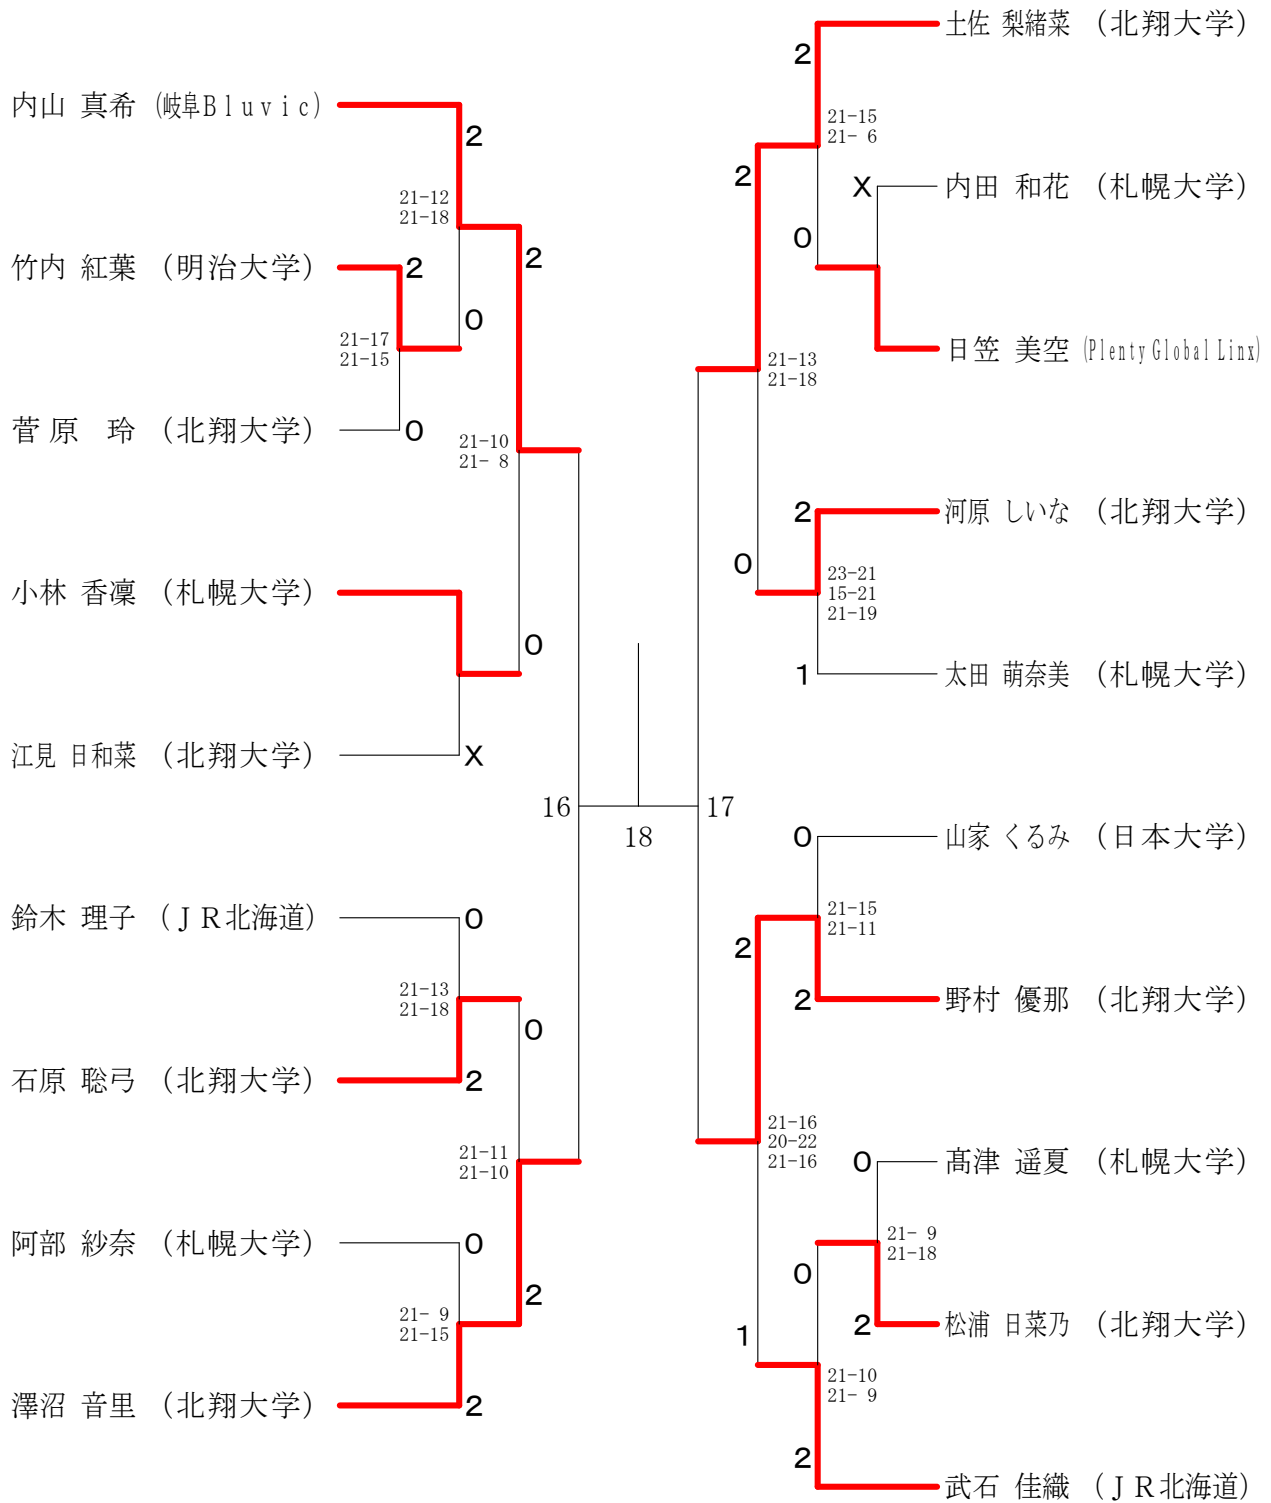 内山 真希 (岐阜Ｂｌｕｖｉｃ)
2
21-12
21-18
竹内 紅葉 （明治大学）
2
2
0
21-17
21-15
菅原 玲 （北翔大学）
0
21-10
21- 8
小林 香凜 （札幌大学）
0
江見 日和菜 （北翔大学）
X
鈴木 理子 （ＪＲ北海道）
0
21-13
21-18
0
石原 聡弓 （北翔大学）
2
21-11
21-10
阿部 紗奈 （札幌大学）
0
2
21- 9
21-15
澤沼 音里 （北翔大学）
2
16
18
17
2
土佐 梨緒菜 （北翔大学）
21-15
21- 6
2
X
内田 和花 （札幌大学）
0
日笠 美空 (Plenty Global Linx)
21-13
21-18
2
河原 しいな （北翔大学）
0
23-21
15-21
21-19
1
太田 萌奈美 （札幌大学）
0
山家 くるみ （日本大学）
21-15
21-11
2
2
野村 優那 （北翔大学）
21-16
20-22
21-16
0
髙津 遥夏 （札幌大学）
21- 9
21-18
0
2
松浦 日菜乃 （北翔大学）
1
21-10
21- 9
2
武石 佳織 （ＪＲ北海道）